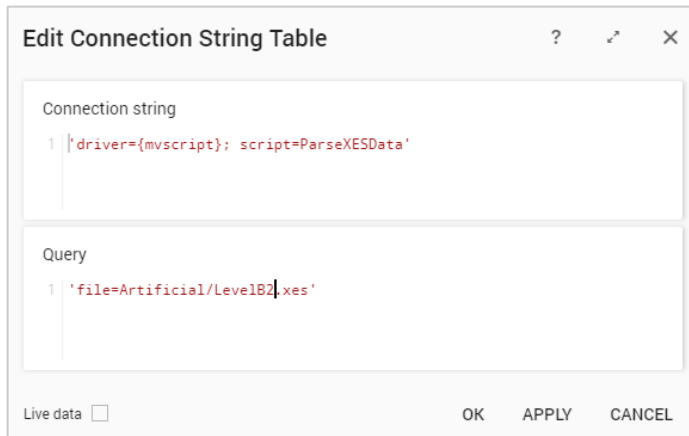 Edit Connection String Table ?
Connection string
1 'driver={mvscript}; script=ParseXESData'
Query
1 'file=Artificial/LevelB2.xes'
Live data OK APPLY CANCEL